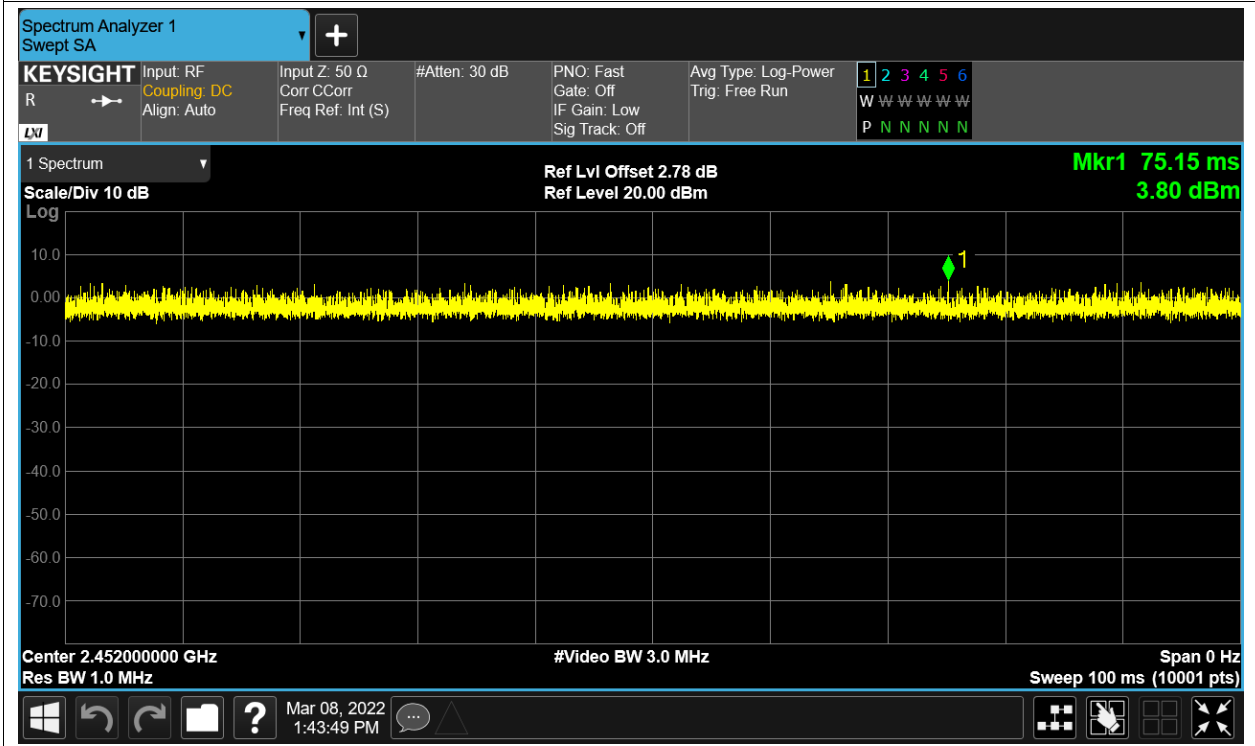 Spectrum Analyzer 1
Swept SA
+
KEYSIGHT Input: RF Input Z: 50 Ω #Atten: 30 dB PNO: Fast Avg Type: Log-Power 1 2 3 4 5 6
R Coupling: DC Corr CCorr Gate: Off Trig: Free Run W W W W W W
Align: Auto Freq Ref: Int (S) IF Gain: Low
LXI Sig Track: Off P N N N N N
1 Spectrum Ref Lvl Offset 2.78 dB Mkr1 75.15 ms
Scale/Div 10 dB Ref Level 20.00 dBm 3.80 dBm
Log
10.0
1
0.00
-10.0
-20.0
-30.0
-40.0
-50.0
-60.0
-70.0
Center 2.452000000 GHz #Video BW 3.0 MHz Span 0 Hz
Res BW 1.0 MHz Sweep 100 ms (10001 pts)
? Mar 08, 2022
1:43:49 PM